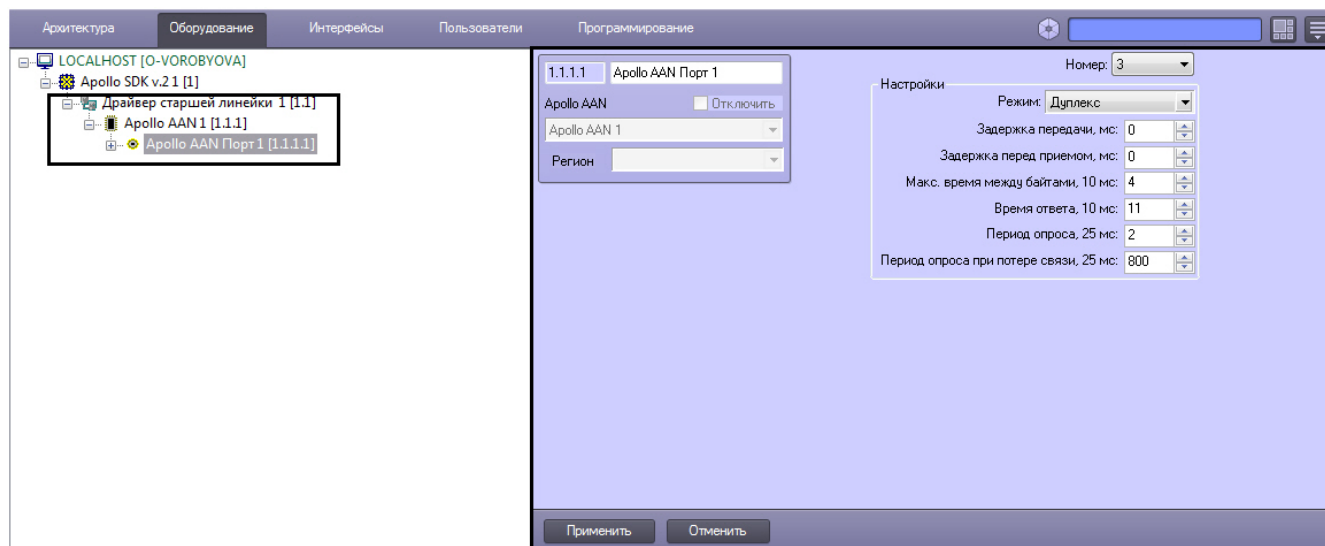 Архитектура Оборудование Интерфейсы Пользователи Программирование
LOCALHOST [O-VOROBYOVA]
Apollo SDK v.2 1 [1]
Драйвер старшей линейки 1 [1.1]
Apollo AAN 1 [1.1.1]
Apollo AAN Порт 1 [1.1.1.1]
1.1.1.1 Apollo AAN Порт 1
Apollo AAN Отключить
Apollo AAN 1
Регион
Номер: 3
Настройки
Режим: Дуплекс
Задержка передачи, мс: 0
Задержка перед приемом, мс: 0
Макс. время между байтами, 10 мс: 4
Время ответа, 10 мс: 11
Период опроса, 25 мс: 2
Период опроса при потере связи, 25 мс: 800
Применить Отменить